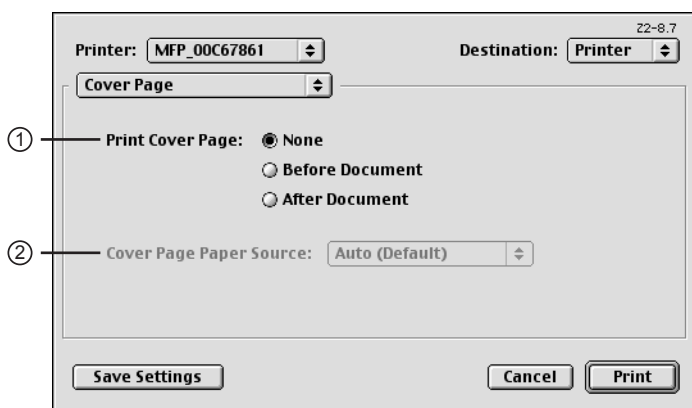 Z2-8.7
Printer: MFP_00C67861 Destination: Printer
Cover Page
① Print Cover Page: None
Before Document
After Document
② Cover Page Paper Source: Auto (Default)
Save Settings Cancel Print